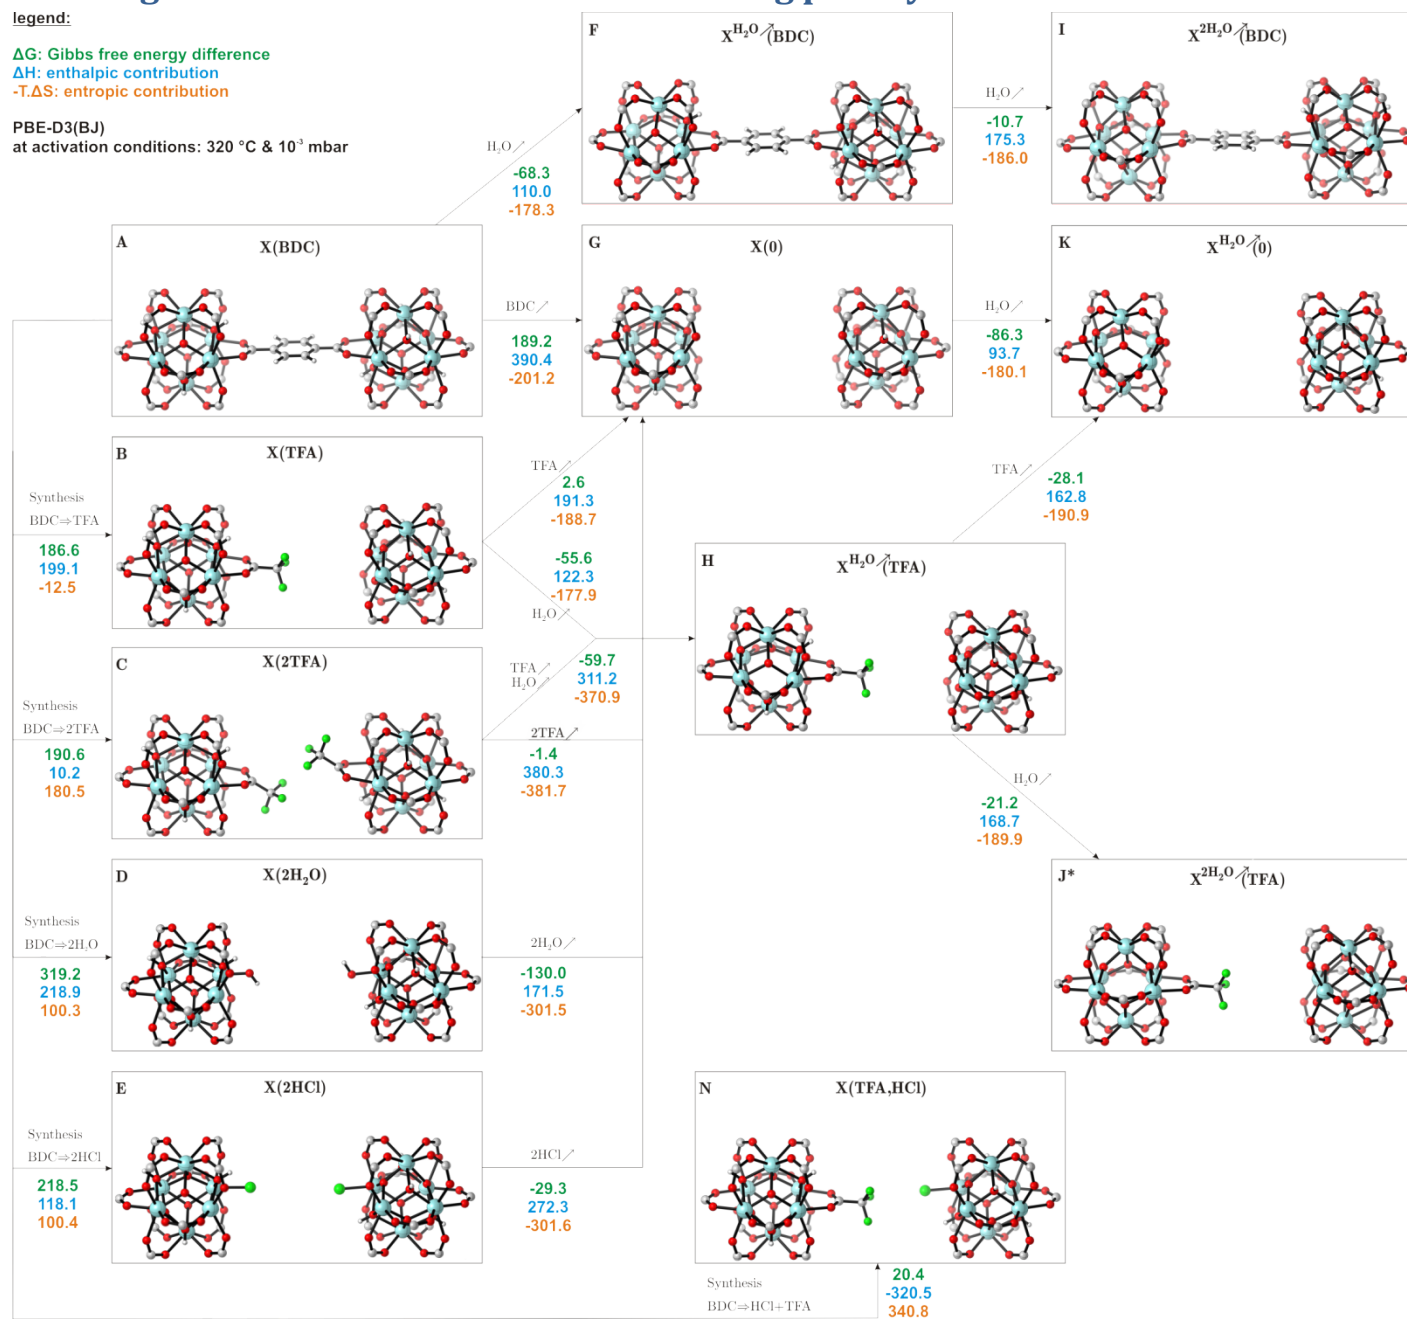 legend:
ΔG: Gibbs free energy difference
ΔH: enthalpic contribution
-T.ΔS: entropic contribution
PBE-D3(BJ)
at activation conditions: 320 °C & 10⁻³ mbar
F
X^{H₂O↗}(BDC)
H₂O↗
-10.7
175.3
-186.0
I
X^{2H₂O↗}(BDC)
H₂O↗
-68.3
110.0
-178.3
A
X(BDC)
BDC↗
189.2
390.4
-201.2
G
X(0)
H₂O↗
-86.3
93.7
-180.1
K
X^{H₂O↗}(0)
Synthesis
BDC⇒TFA
186.6
199.1
-12.5
B
X(TFA)
TFA↗
2.6
191.3
-188.7
-55.6
122.3
-177.9
H₂O↗
TFA↗
-28.1
162.8
-190.9
H
X^{H₂O↗}(TFA)
Synthesis
BDC⇒2TFA
190.6
10.2
180.5
C
X(2TFA)
TFA↗
H₂O↗
-59.7
311.2
-370.9
2TFA↗
-1.4
380.3
-381.7
H₂O↗
-21.2
168.7
-189.9
J*
X^{2H₂O↗}(TFA)
Synthesis
BDC⇒2H₂O
319.2
218.9
100.3
D
X(2H₂O)
2H₂O↗
-130.0
171.5
-301.5
Synthesis
BDC⇒2HCl
218.5
118.1
100.4
E
X(2HCl)
2HCl↗
-29.3
272.3
-301.6
N
X(TFA,HCl)
Synthesis
BDC⇒HCl+TFA
20.4
-320.5
340.8